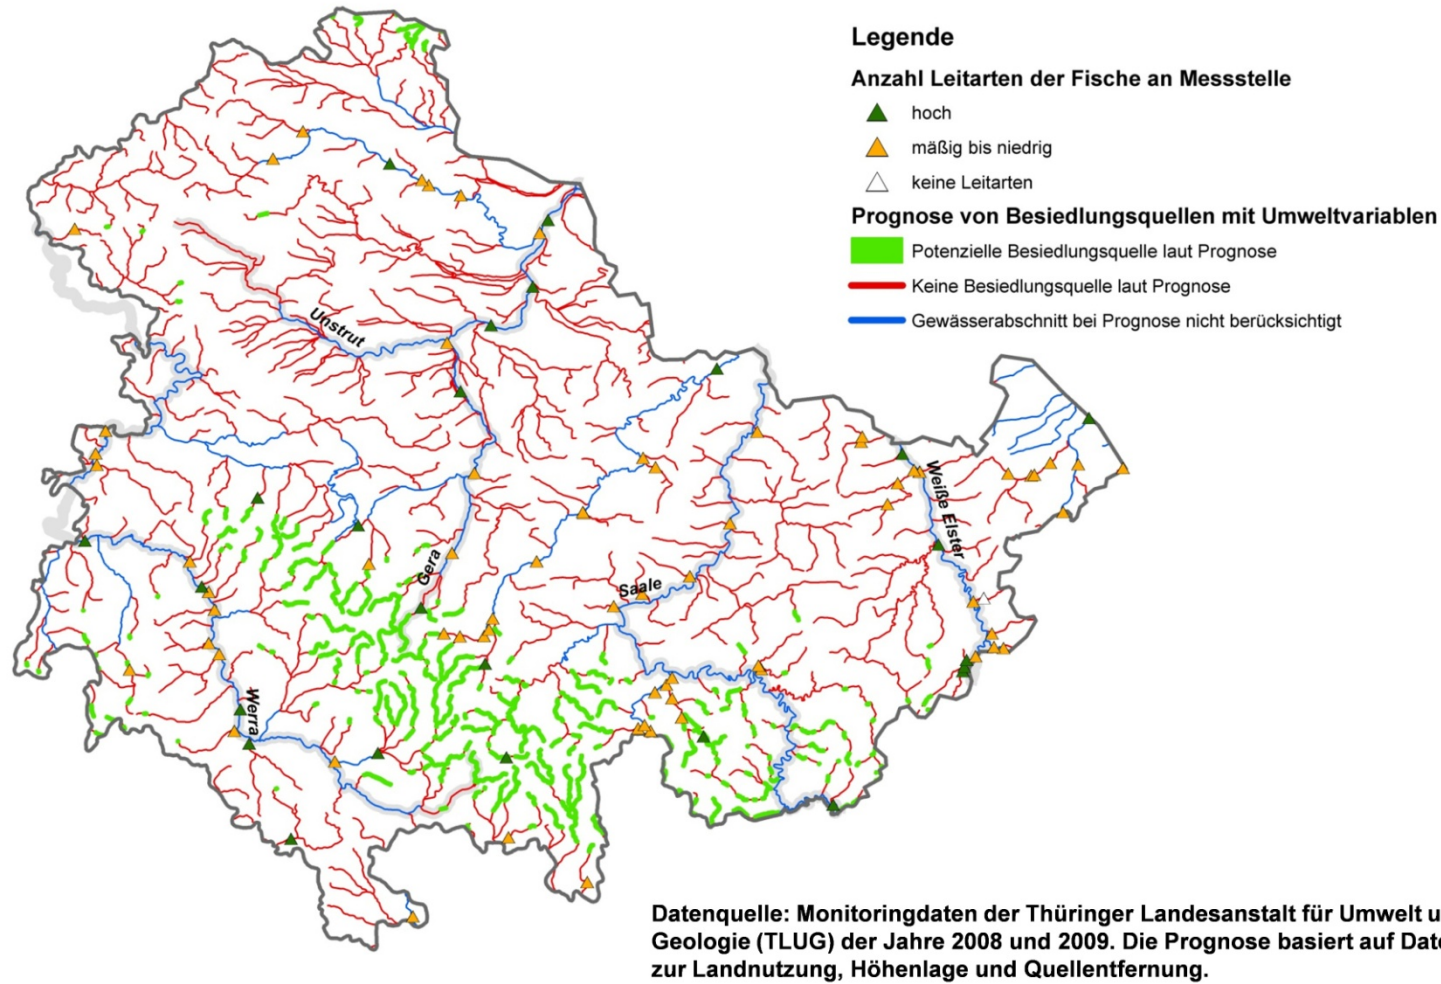 Legende
Anzahl Leitarten der Fische an Messstelle
hoch
mäßig bis niedrig
keine Leitarten
Prognose von Besiedlungsquellen mit Umweltvariablen
Potenzielle Besiedlungsquelle laut Prognose
Keine Besiedlungsquelle laut Prognose
Gewässerabschnitt bei Prognose nicht berücksichtigt
Unstrut
Weiße Elster
Gera
Saale
Werra
Datenquelle: Monitoringdaten der Thüringer Landesanstalt für Umwelt u
Geologie (TLUG) der Jahre 2008 und 2009. Die Prognose basiert auf Date
zur Landnutzung, Höhenlage und Quellentfernung.